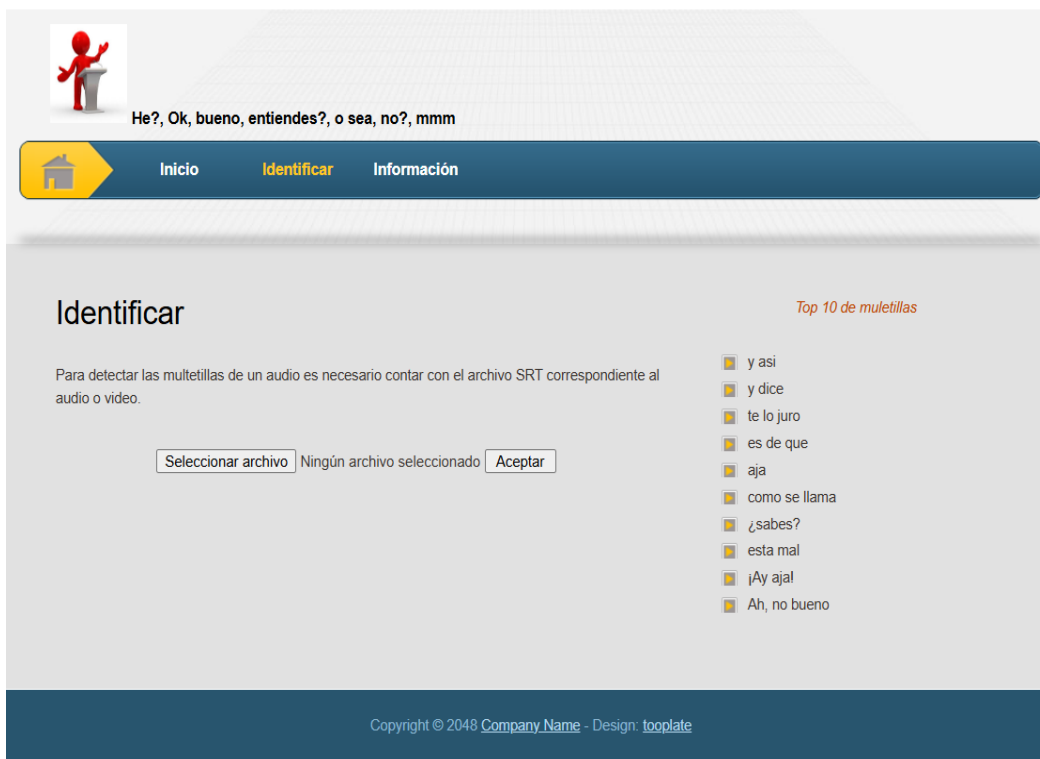 He?, Ok, bueno, entiendes?, o sea, no?, mmm
Inicio Identificar Información
Identificar
Para detectar las multetillas de un audio es necesario contar con el archivo SRT correspondiente al
audio o video.
Seleccionar archivo Ningún archivo seleccionado Aceptar
Top 10 de muletillas
y asi
y dice
te lo juro
es de que
aja
como se llama
¿sabes?
esta mal
¡Ay aja!
Ah, no bueno
Copyright © 2048 Company Name - Design: tooplate